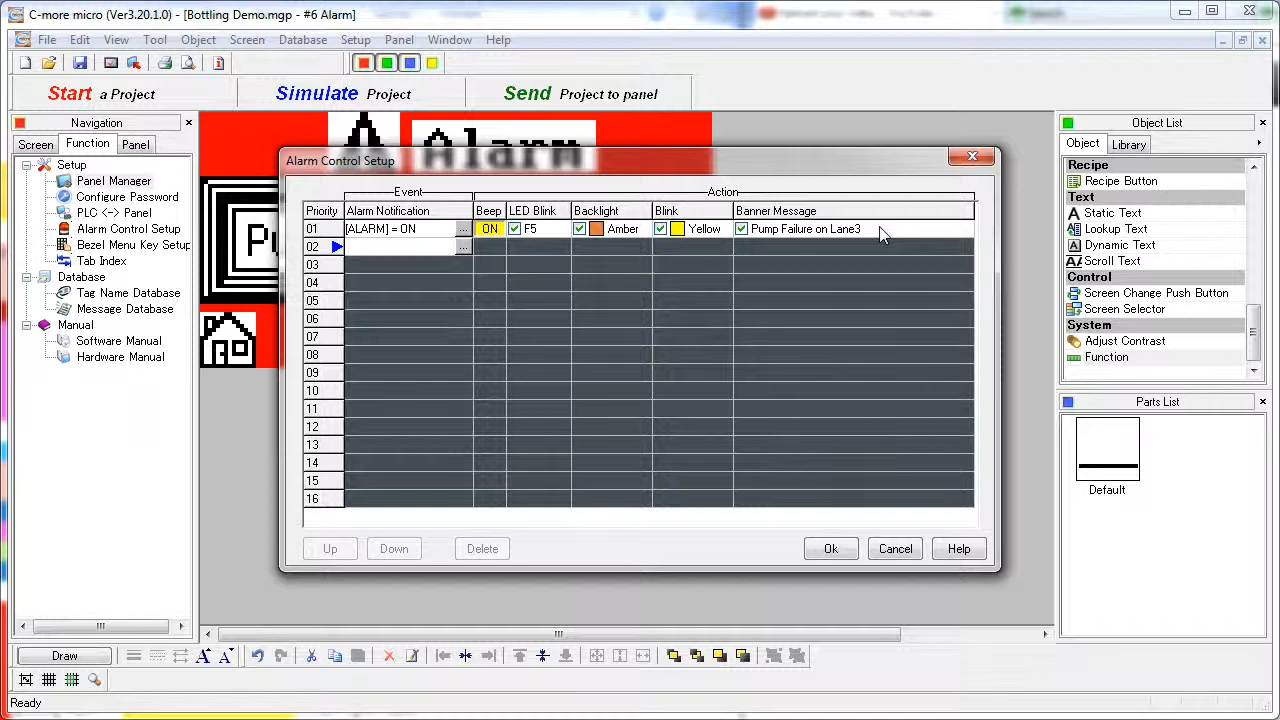 C-more micro (Ver3.20.1.0) - [Bottling Demo.mgp - #6 Alarm]
File Edit View Tool Object Screen Database Setup Panel Window Help
Start a Project Simulate Project Send Project to panel
Navigation
Screen Function Panel
Setup
Panel Manager
Configure Password
PLC <-> Panel
Alarm Control Setup
Bezel Menu Key Setup
Tab Index
Database
Tag Name Database
Message Database
Manual
Software Manual
Hardware Manual
Alarm
Pu
Alarm Control Setup
Event Action
Priority Alarm Notification Beep LED Blink Backlight Blink Banner Message
01 [ALARM] = ON ... ON F5 Amber Yellow Pump Failure on Lane3
02 ...
03
04
05
06
07
08
09
10
11
12
13
14
15
16
Up Down Delete Ok Cancel Help
Object List
Object Library
Recipe
Recipe Button
Text
Static Text
Lookup Text
Dynamic Text
Scroll Text
Control
Screen Change Push Button
Screen Selector
System
Adjust Contrast
Function
Parts List
Default
Draw
Ready